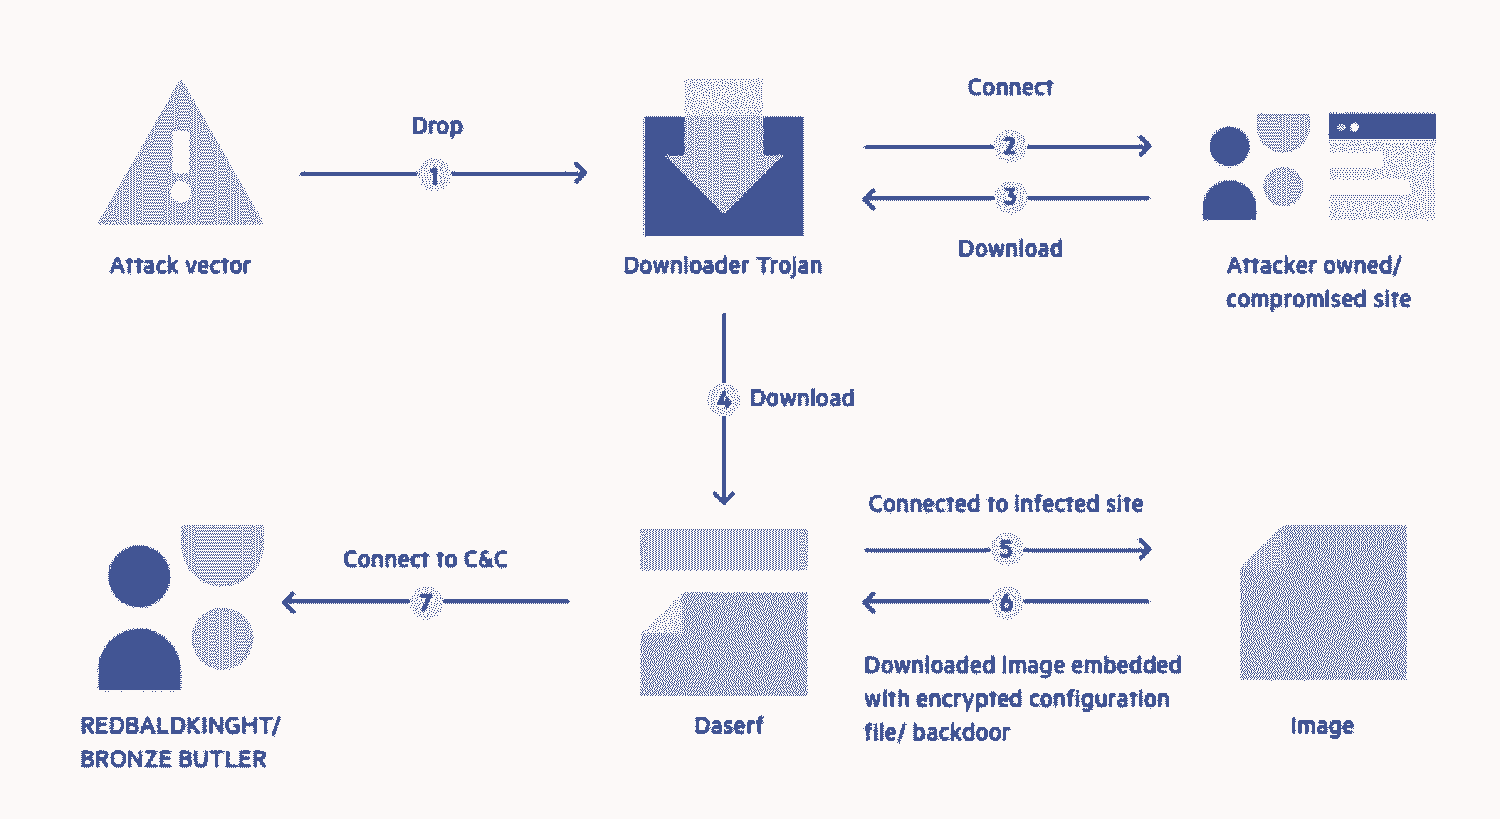 Drop
1
Attack vector
Downloader Trojan
Connect
2
3
Download
Attacker owned/
compromised site
4 Download
Connected to infected site
5
6
Downloaded image embedded
with encrypted configuration
file/ backdoor
Connect to C&C
7
REDBALDKINGHT/
BRONZE BUTLER
Daserf
Image